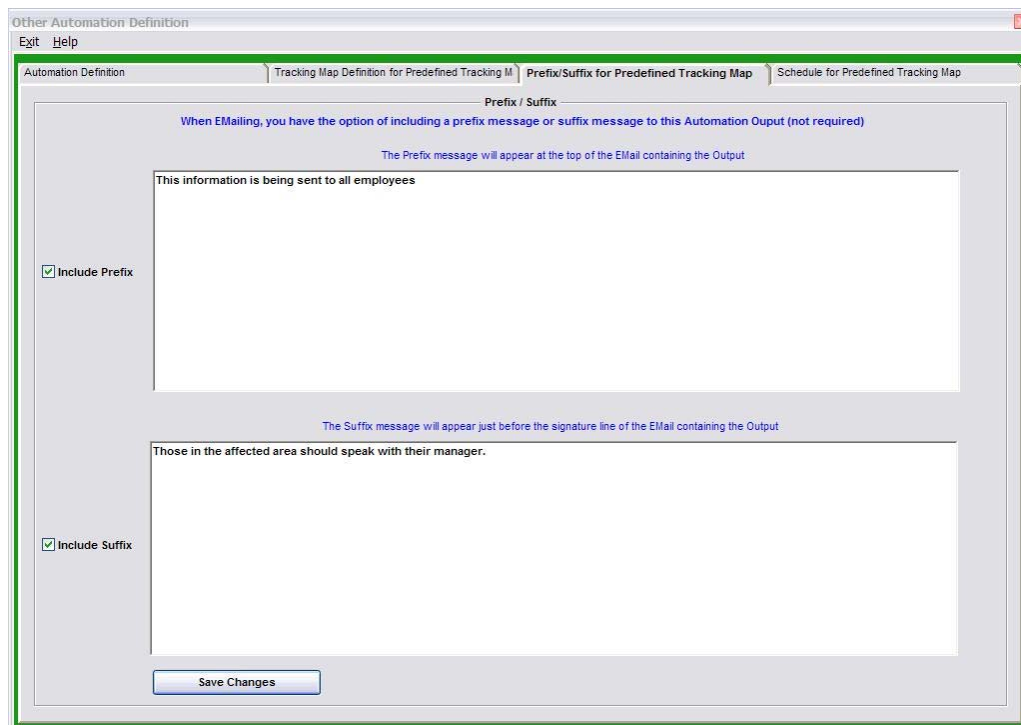 Other Automation Definition
Exit Help
Automation Definition
Tracking Map Definition for Predefined Tracking M
Prefix/Suffix for Predefined Tracking Map
Schedule for Predefined Tracking Map
Prefix / Suffix
When EMailing, you have the option of including a prefix message or suffix message to this Automation Ouput (not required)
The Prefix message will appear at the top of the EMail containing the Output
This information is being sent to all employees
Include Prefix
The Suffix message will appear just before the signature line of the EMail containing the Output
Those in the affected area should speak with their manager.
Include Suffix
Save Changes